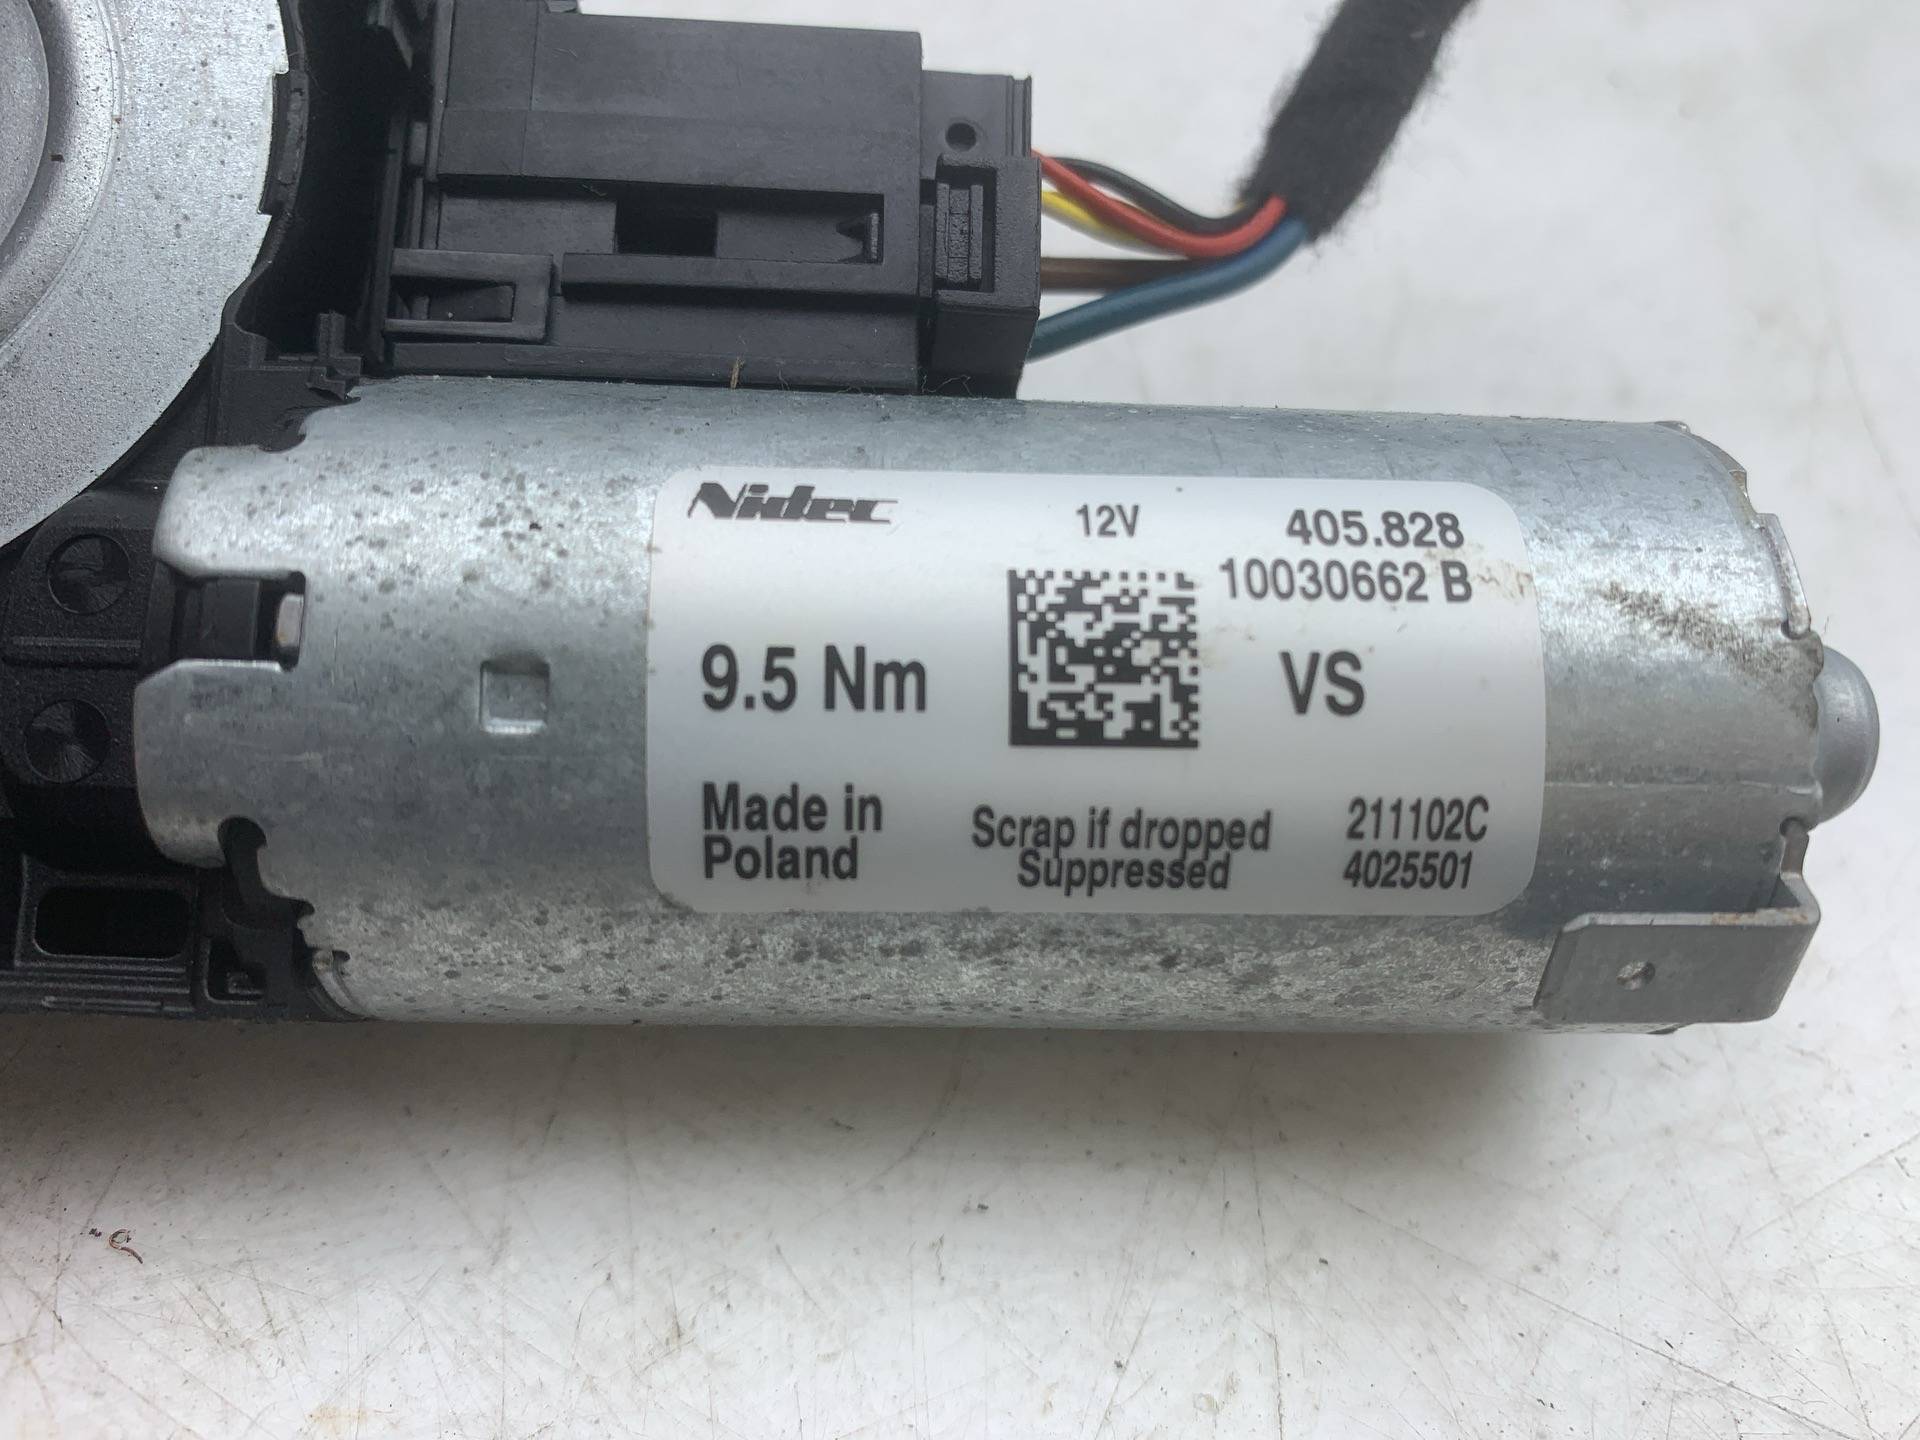 Nidec
12V
405.828
10030662 B
9.5 Nm
VS
Made in
Poland
Scrap if dropped
Suppressed
211102C
4025501